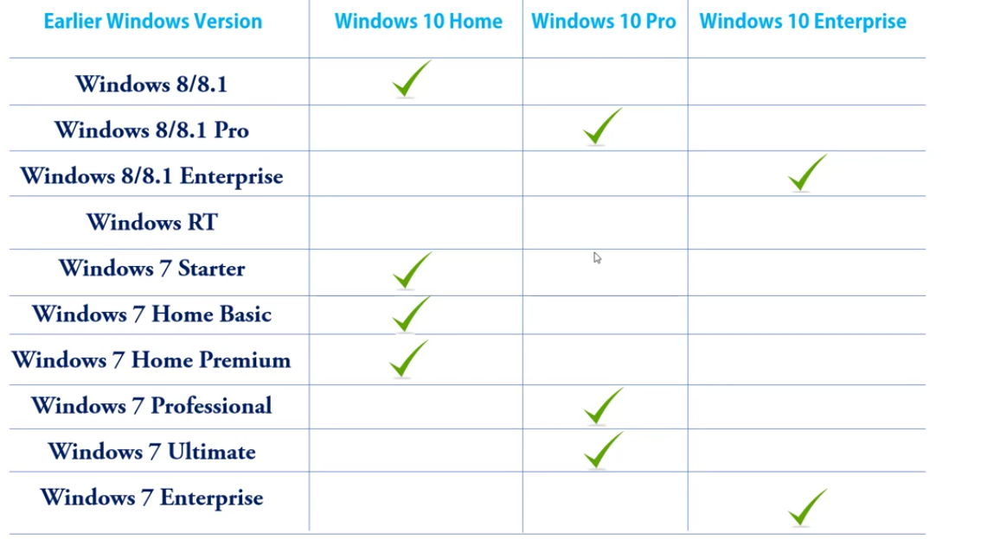 Earlier Windows Version Windows 10 Home Windows 10 Pro Windows 10 Enterprise
Windows 8/8.1
Windows 8/8.1 Pro
Windows 8/8.1 Enterprise
Windows RT
Windows 7 Starter
Windows 7 Home Basic
Windows 7 Home Premium
Windows 7 Professional
Windows 7 Ultimate
Windows 7 Enterprise